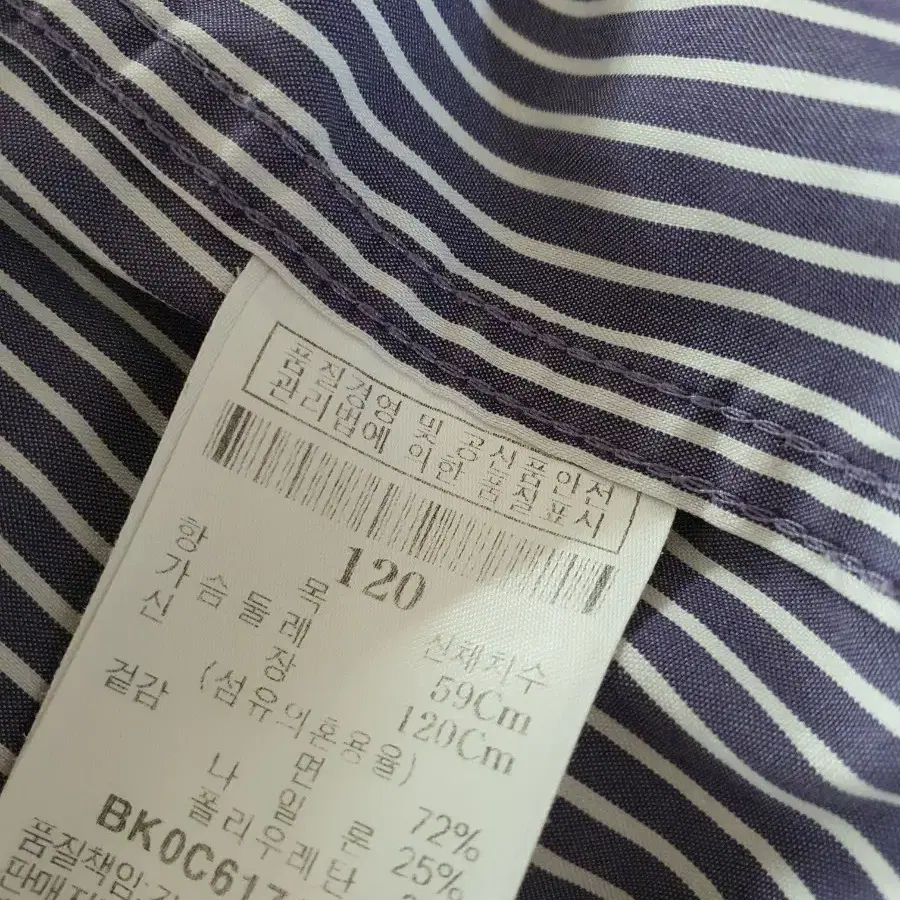 품질경영 및 공산품안전
관리법에 의한 품질표시
120
항 목 신체치수
가슴둘레 59Cm
신 장 120Cm
(섬유의혼용율)
겉감 면 72%
나 일 론 25%
폴리우레탄
BK0C617
품질책임: